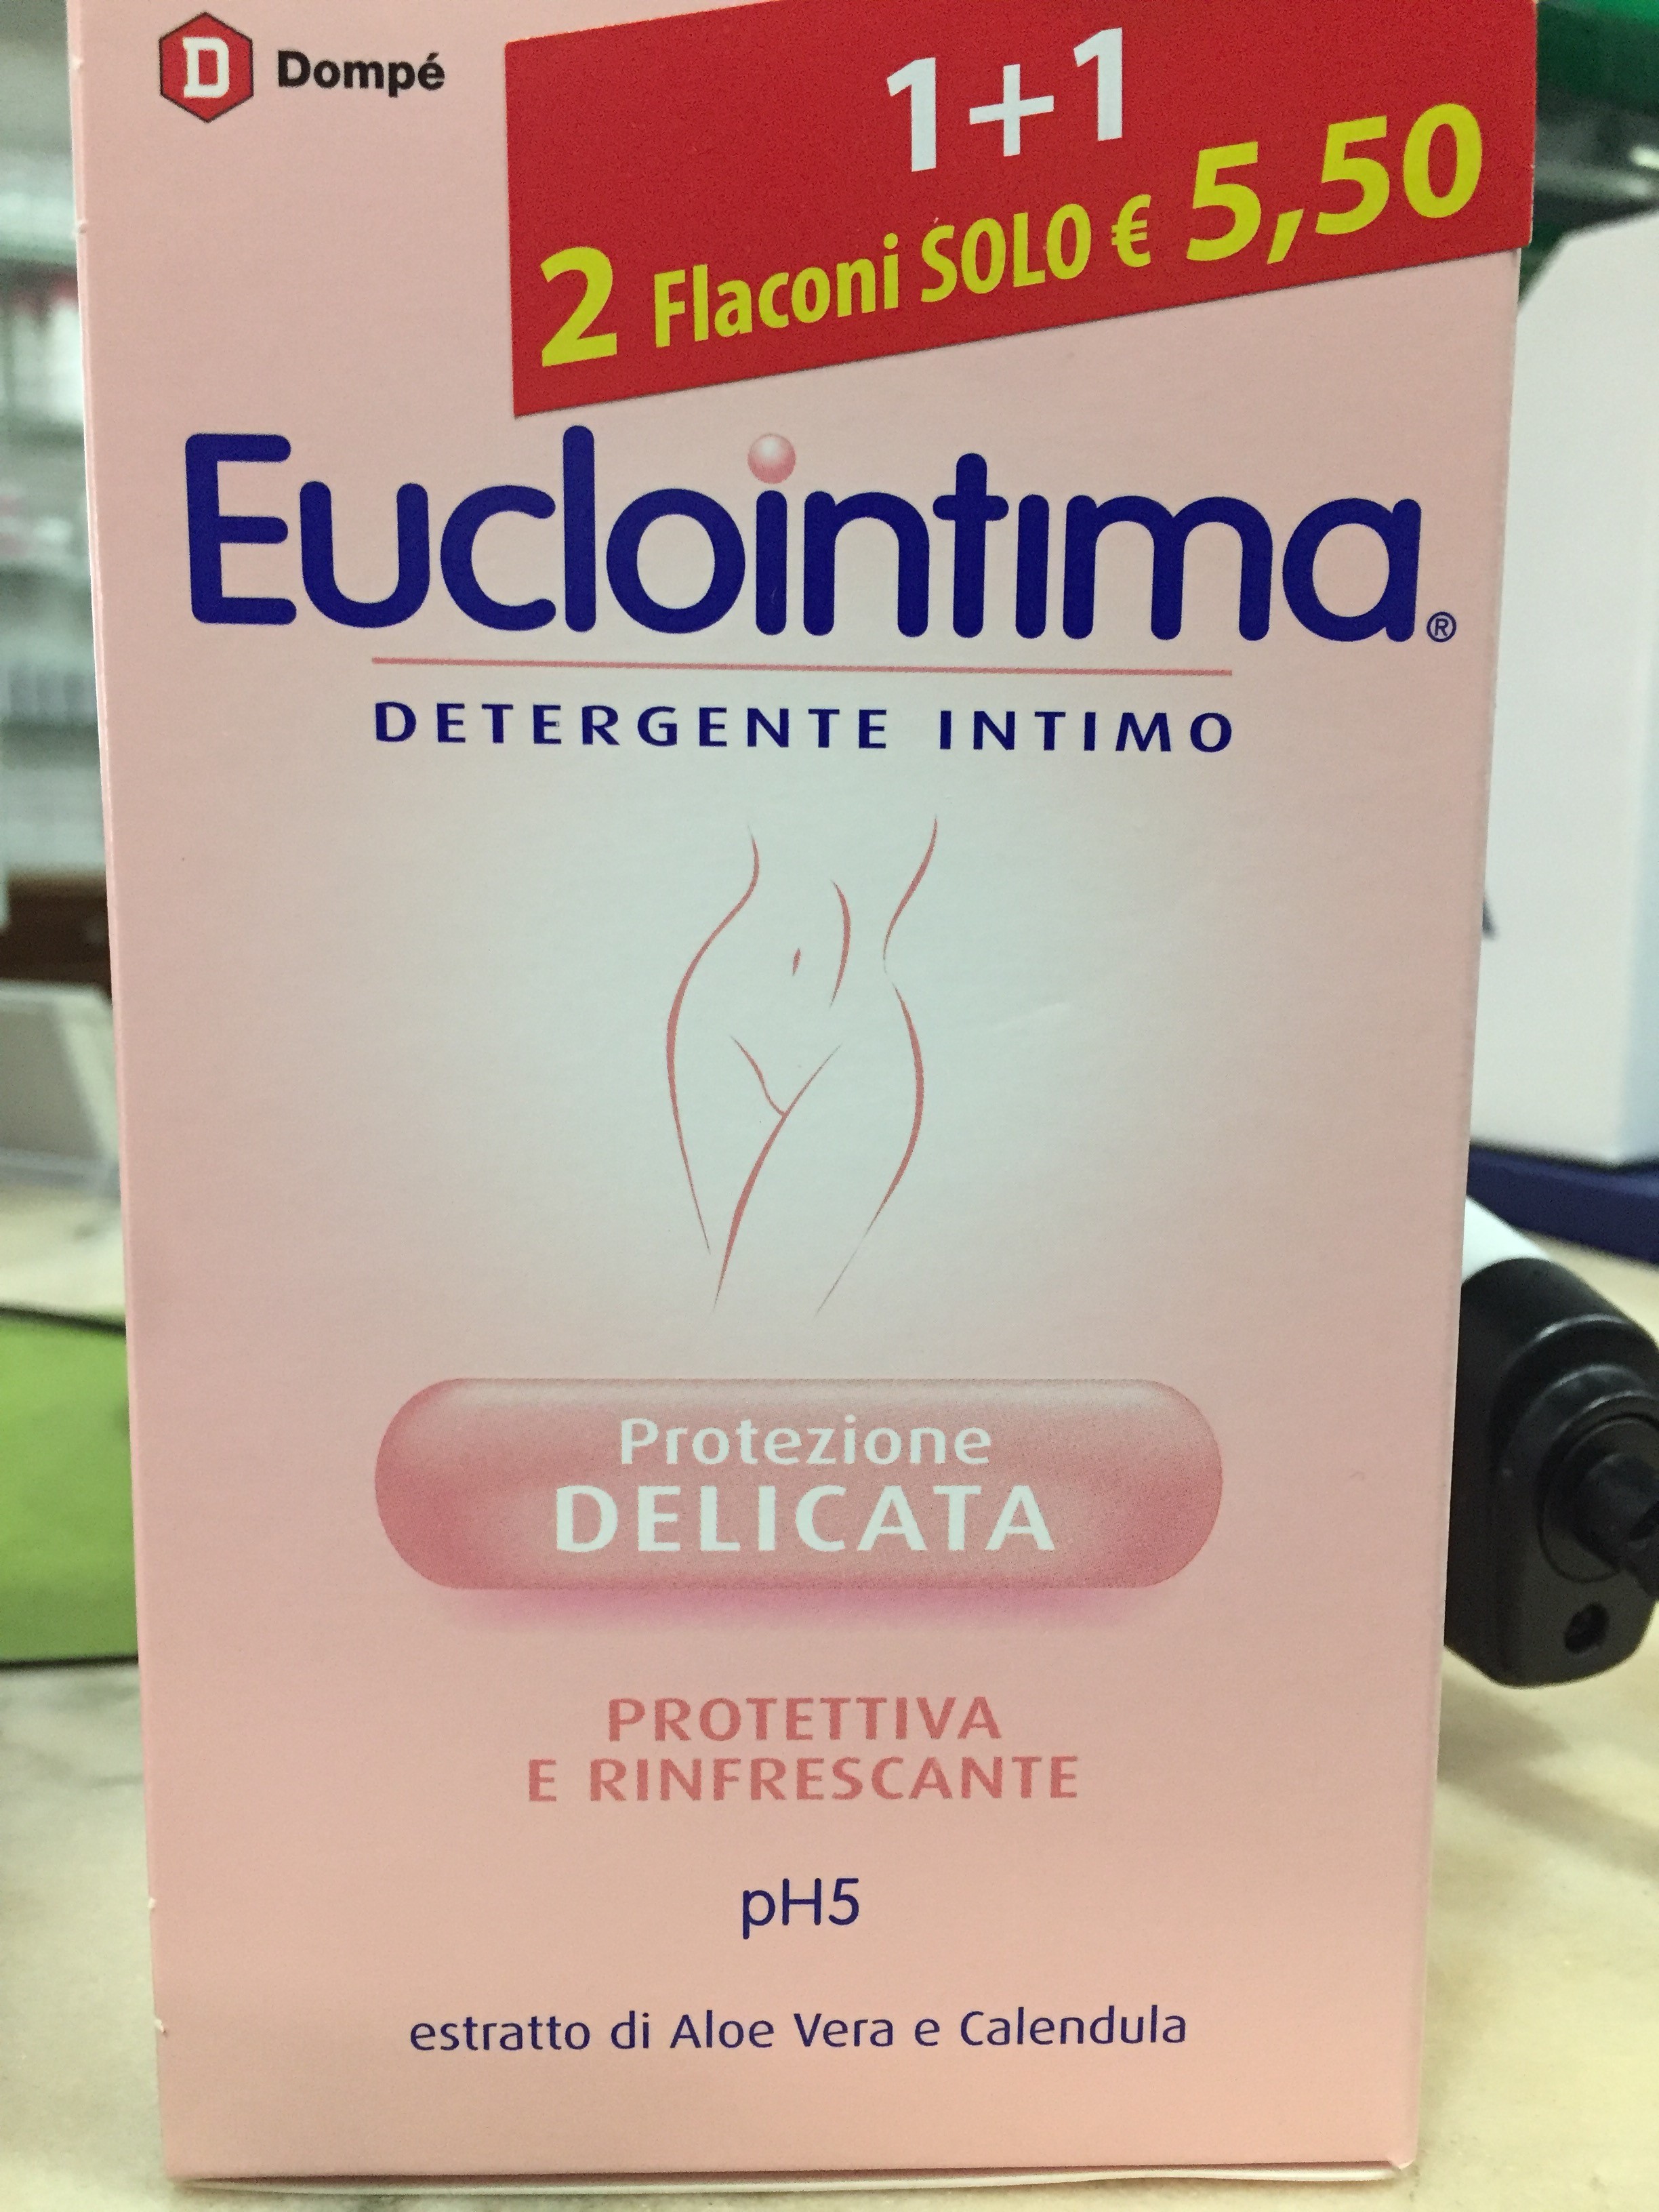 D Dompé
1+1
2 Flaconi SOLO € 5,50
Euclointima®
DETERGENTE INTIMO
Protezione
DELICATA
PROTETTIVA
E RINFRESCANTE
pH5
estratto di Aloe Vera e Calendula